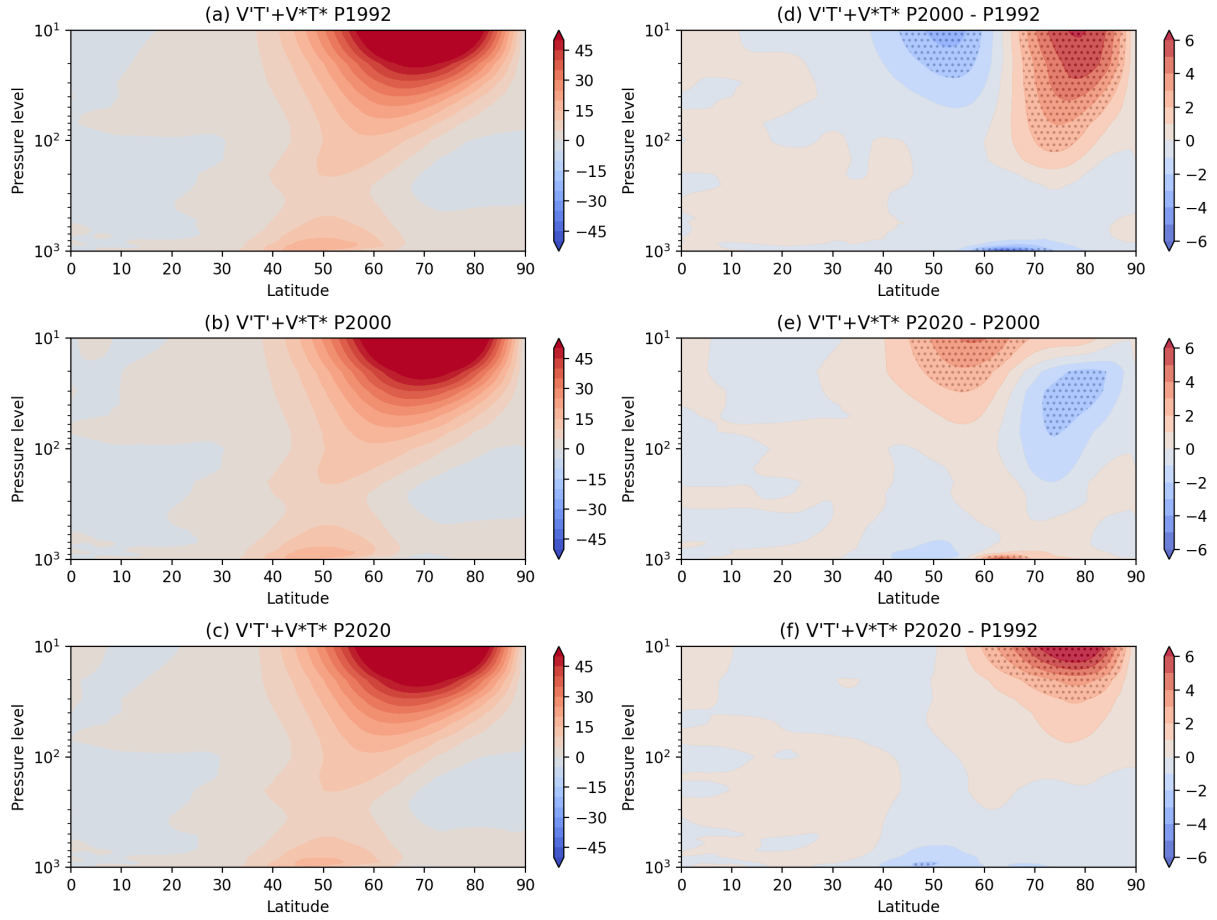 (a) V'T'+V*T* P1992
10¹
10²
10³
Pressure level
0 10 20 30 40 50 60 70 80 90
Latitude
45
30
15
0
−15
−30
−45
(d) V'T'+V*T* P2000 - P1992
10¹
10²
10³
Pressure level
0 10 20 30 40 50 60 70 80 90
Latitude
6
4
2
0
−2
−4
−6
(b) V'T'+V*T* P2000
10¹
10²
10³
Pressure level
0 10 20 30 40 50 60 70 80 90
Latitude
45
30
15
0
−15
−30
−45
(e) V'T'+V*T* P2020 - P2000
10¹
10²
10³
Pressure level
0 10 20 30 40 50 60 70 80 90
Latitude
6
4
2
0
−2
−4
−6
(c) V'T'+V*T* P2020
10¹
10²
10³
Pressure level
0 10 20 30 40 50 60 70 80 90
Latitude
45
30
15
0
−15
−30
−45
(f) V'T'+V*T* P2020 - P1992
10¹
10²
10³
Pressure level
0 10 20 30 40 50 60 70 80 90
Latitude
6
4
2
0
−2
−4
−6